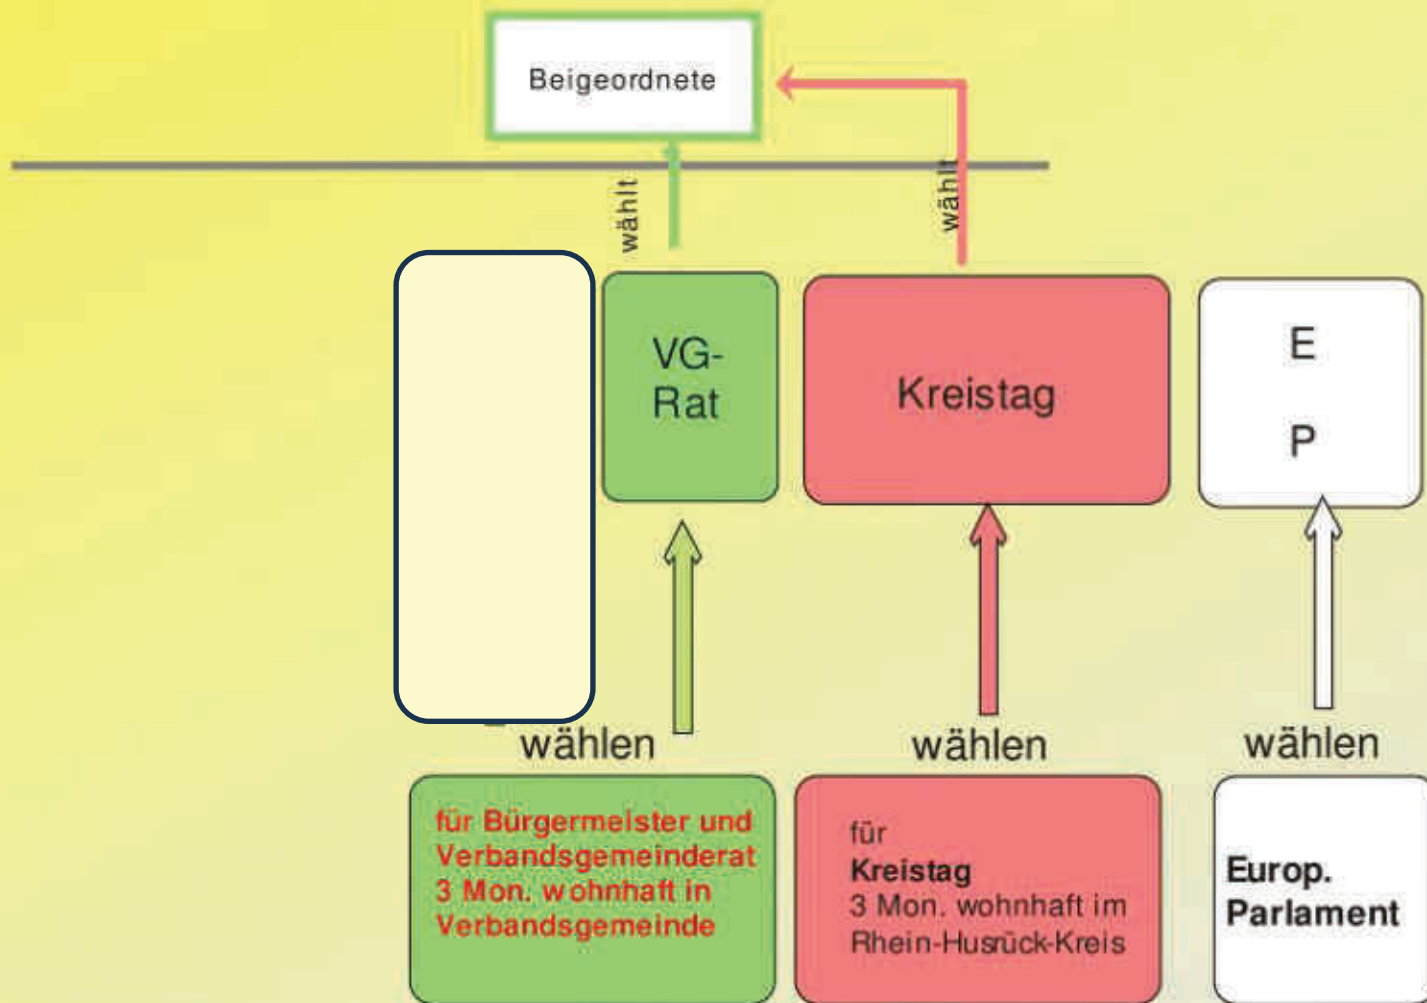 Beigeordnete
wählt
wählt
VG-
Rat
Kreistag
E
P
wählen
wählen
wählen
für Bürgermeister und
Verbandsgemeinderat
3 Mon. wohnhaft in
Verbandsgemeinde
für
Kreistag
3 Mon. wohnhaft im
Rhein-Husrück-Kreis
Europ.
Parlament